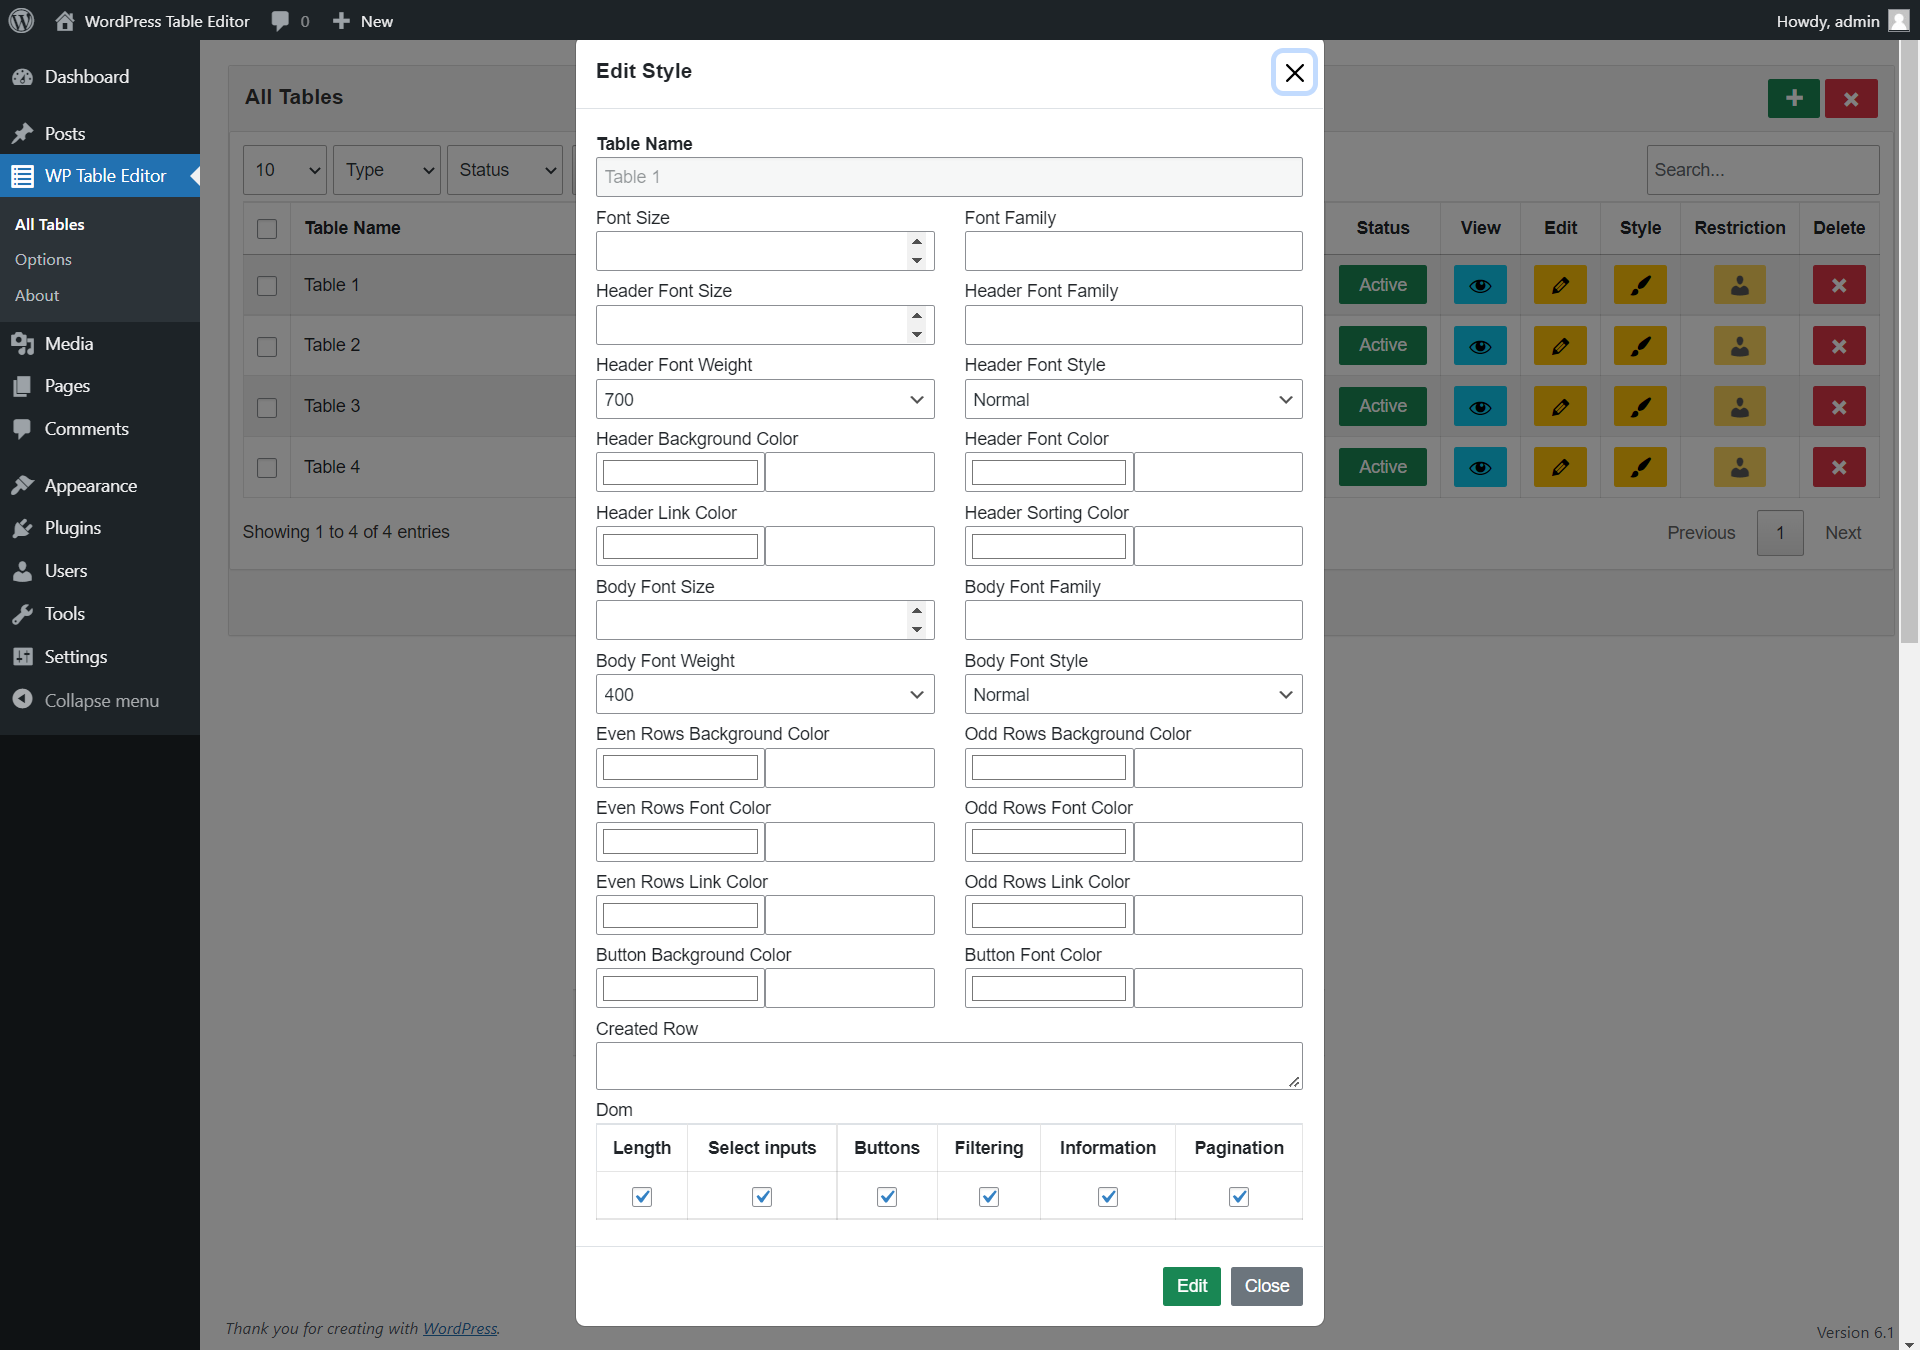 WordPress Table Editor 0 New Howdy, admin
Dashboard
Posts
WP Table Editor
All Tables
Options
About
Media
Pages
Comments
Appearance
Plugins
Users
Tools
Settings
Collapse menu
All Tables
10 Type Status Search...
Table Name Status View Edit Style Restriction Delete
Table 1 Active
Table 2 Active
Table 3 Active
Table 4 Active
Showing 1 to 4 of 4 entries Previous 1 Next
Edit Style
Table Name
Table 1
Font Size Font Family
Header Font Size Header Font Family
Header Font Weight Header Font Style
700 Normal
Header Background Color Header Font Color
Header Link Color Header Sorting Color
Body Font Size Body Font Family
Body Font Weight Body Font Style
400 Normal
Even Rows Background Color Odd Rows Background Color
Even Rows Font Color Odd Rows Font Color
Even Rows Link Color Odd Rows Link Color
Button Background Color Button Font Color
Created Row
Dom
Length Select inputs Buttons Filtering Information Pagination
Edit Close
Thank you for creating with WordPress. Version 6.1